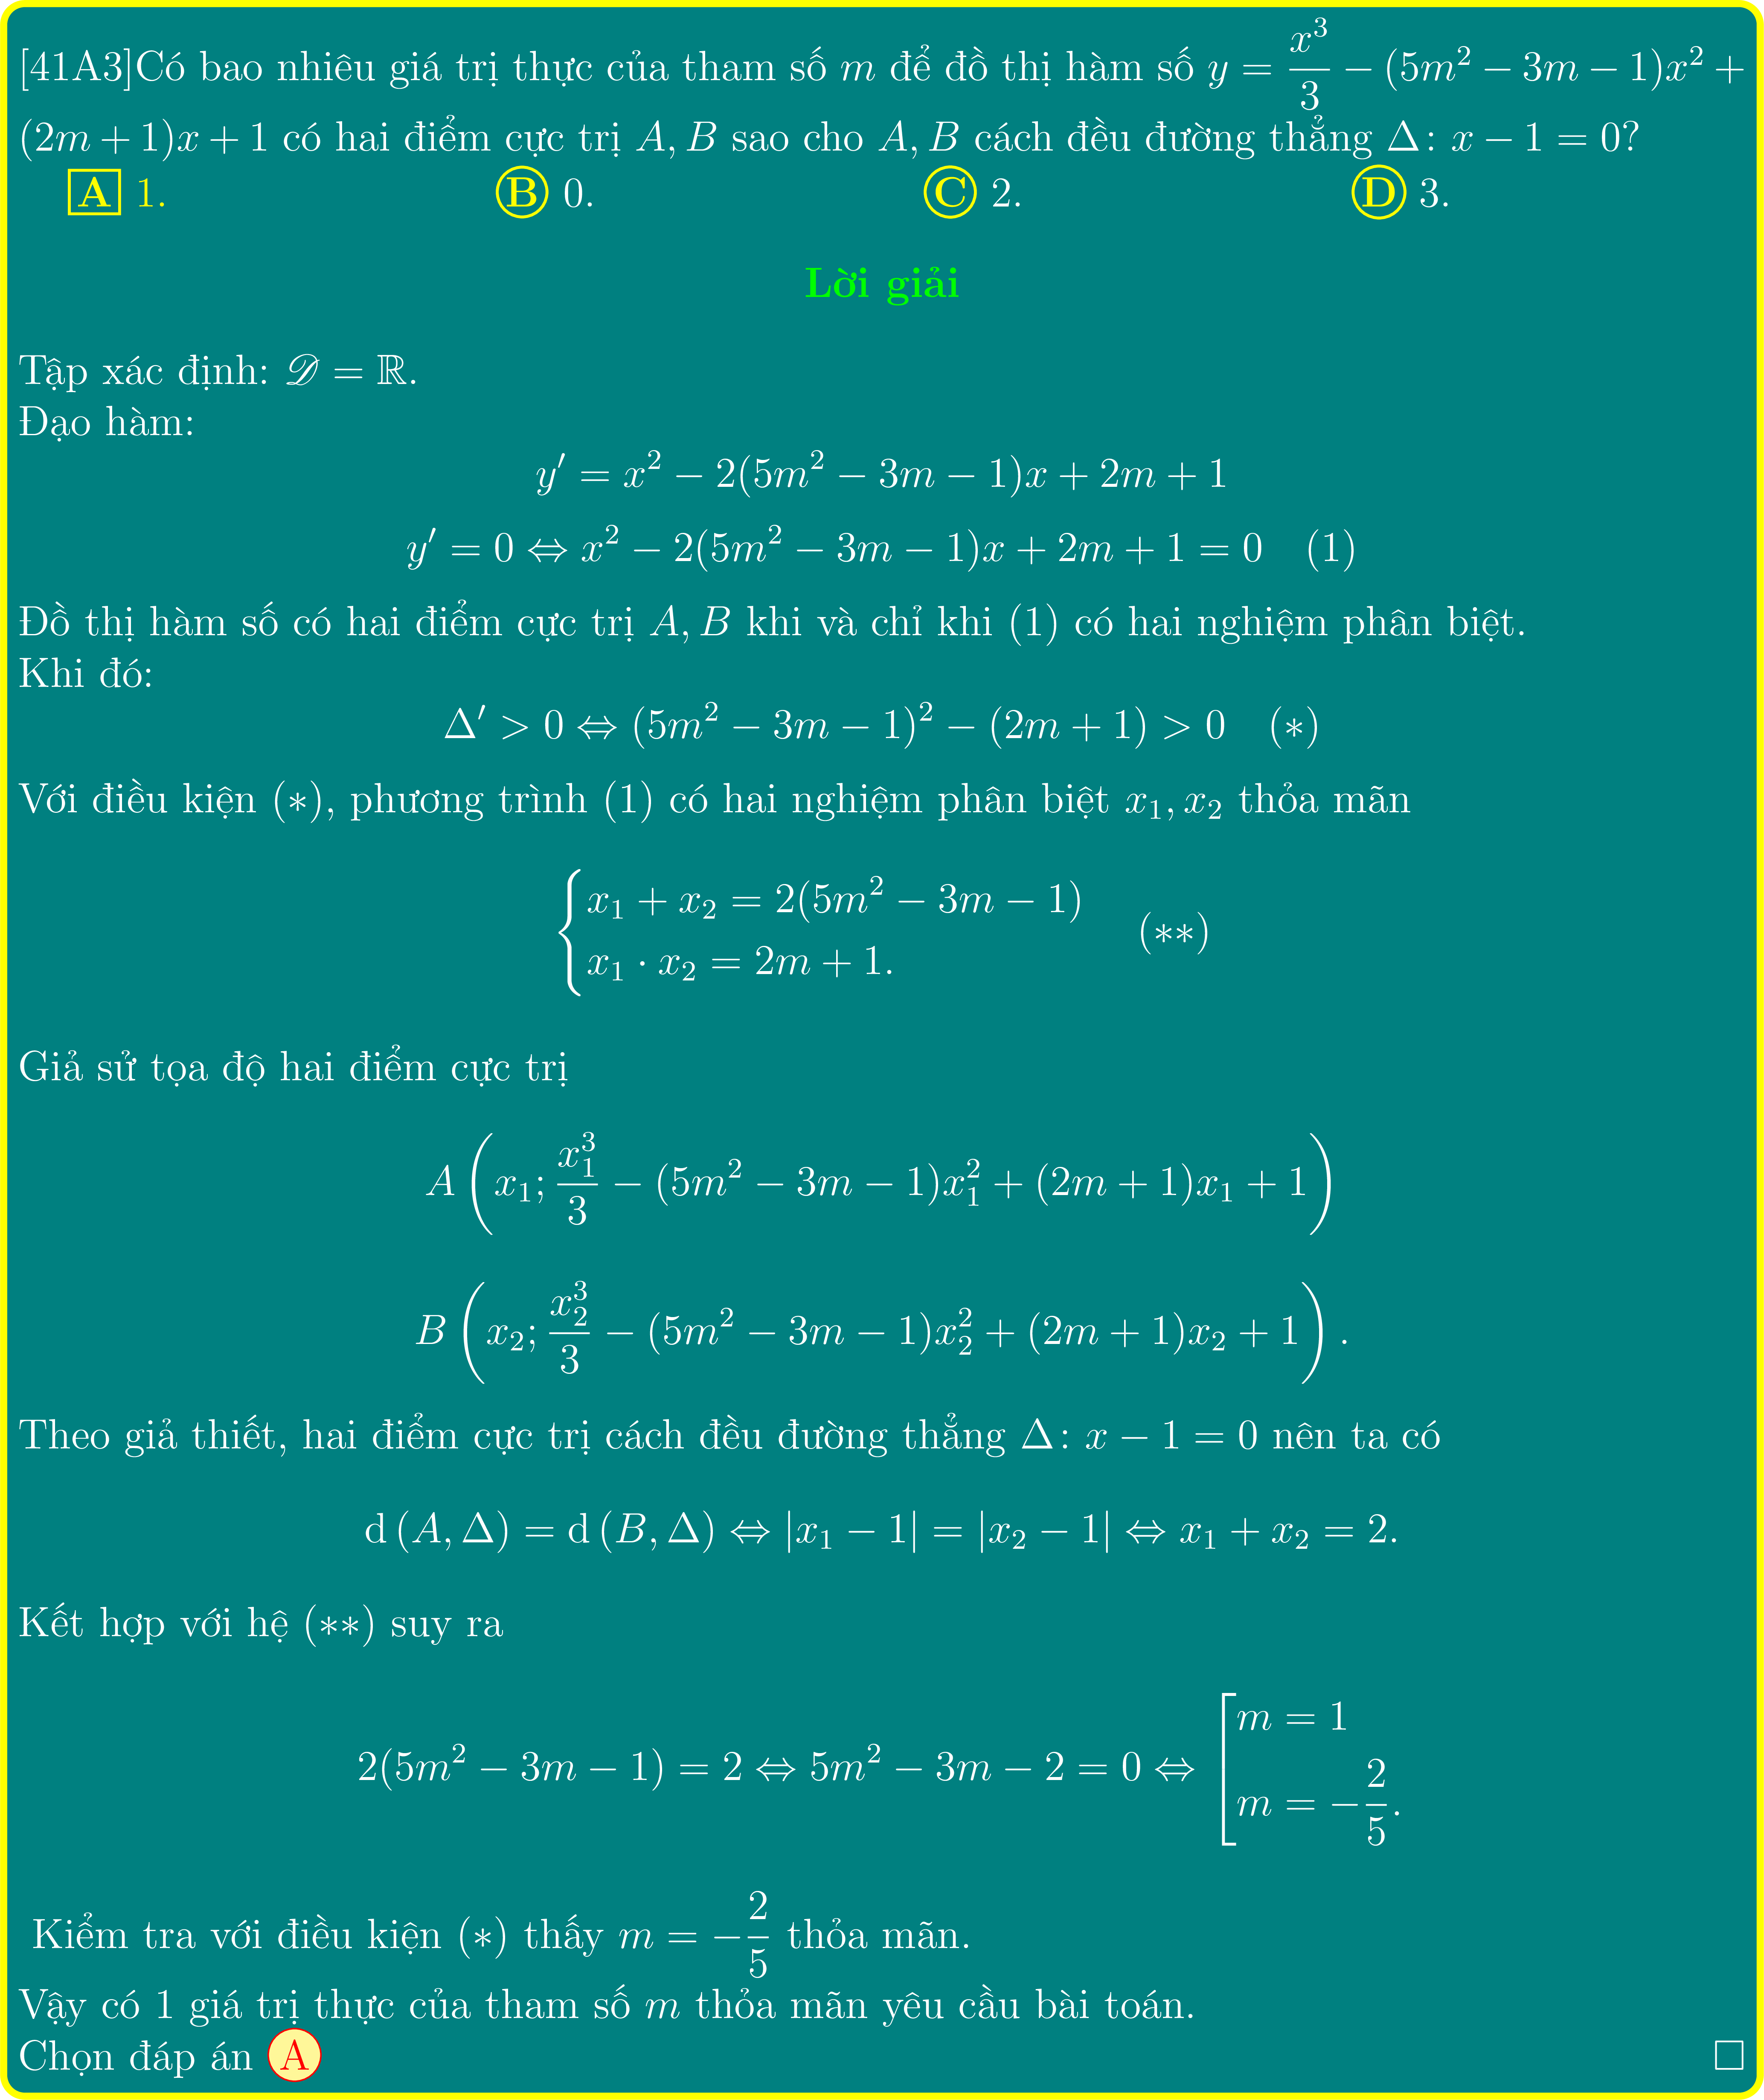 [41A3]Có bao nhiêu giá trị thực của tham số $m$ để đồ thị hàm số $y = \dfrac{x^3}{3} - (5m^2 - 3m - 1)x^2 +$
$(2m + 1)x + 1$ có hai điểm cực trị $A, B$ sao cho $A, B$ cách đều đường thẳng $\Delta: x - 1 = 0$?
A 1. B 0. C 2. D 3.
Lời giải
Tập xác định: $\mathscr{D} = \mathbb{R}$.
Đạo hàm:
$y' = x^2 - 2(5m^2 - 3m - 1)x + 2m + 1$
$y' = 0 \Leftrightarrow x^2 - 2(5m^2 - 3m - 1)x + 2m + 1 = 0 \quad (1)$
Đồ thị hàm số có hai điểm cực trị $A, B$ khi và chỉ khi (1) có hai nghiệm phân biệt.
Khi đó:
$\Delta' > 0 \Leftrightarrow (5m^2 - 3m - 1)^2 - (2m + 1) > 0 \quad (*)$
Với điều kiện $(*)$, phương trình (1) có hai nghiệm phân biệt $x_1, x_2$ thỏa mãn
$\begin{cases} x_1 + x_2 = 2(5m^2 - 3m - 1) \\ x_1 \cdot x_2 = 2m + 1. \end{cases} \quad (**)$
Giả sử tọa độ hai điểm cực trị
$A\left(x_1; \dfrac{x_1^3}{3} - (5m^2 - 3m - 1)x_1^2 + (2m + 1)x_1 + 1\right)$
$B\left(x_2; \dfrac{x_2^3}{3} - (5m^2 - 3m - 1)x_2^2 + (2m + 1)x_2 + 1\right).$
Theo giả thiết, hai điểm cực trị cách đều đường thẳng $\Delta: x - 1 = 0$ nên ta có
$\mathrm{d}(A, \Delta) = \mathrm{d}(B, \Delta) \Leftrightarrow |x_1 - 1| = |x_2 - 1| \Leftrightarrow x_1 + x_2 = 2.$
Kết hợp với hệ $(**)$ suy ra
$2(5m^2 - 3m - 1) = 2 \Leftrightarrow 5m^2 - 3m - 2 = 0 \Leftrightarrow \left[\begin{array}{l} m = 1 \\ m = -\dfrac{2}{5}. \end{array}\right.$
Kiểm tra với điều kiện $(*)$ thấy $m = -\dfrac{2}{5}$ thỏa mãn.
Vậy có 1 giá trị thực của tham số $m$ thỏa mãn yêu cầu bài toán.
Chọn đáp án A □